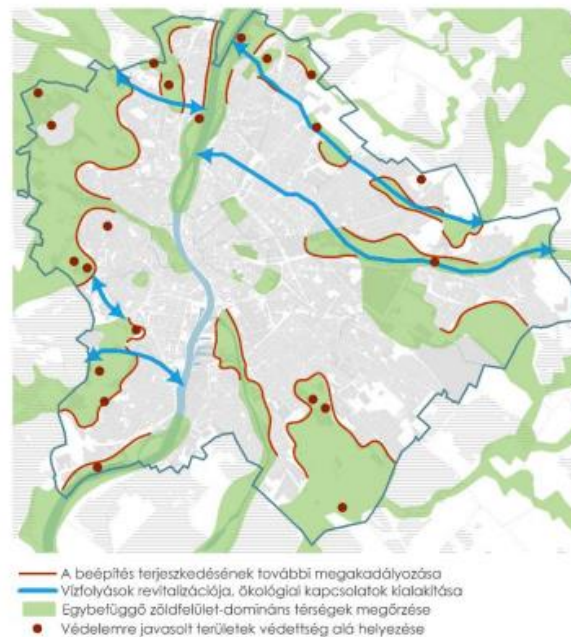 A beépítés terjeszkedésének további megakadályozása
Vízfolyások revitalizációja, ökológiai kapcsolatok kialakítása
Egybefüggő zöldfelület-domináns térségek megőrzése
Védelemre javasolt területek védettség alá helyezése